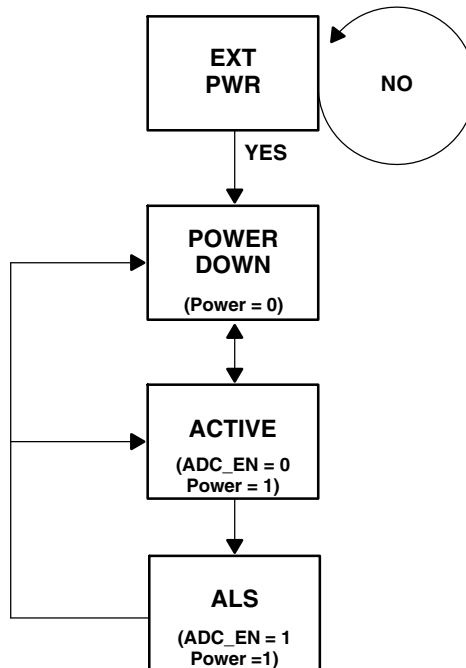 EXT
PWR
NO
YES
POWER
DOWN
(Power = 0)
ACTIVE
(ADC_EN = 0
Power = 1)
ALS
(ADC_EN = 1
Power =1)